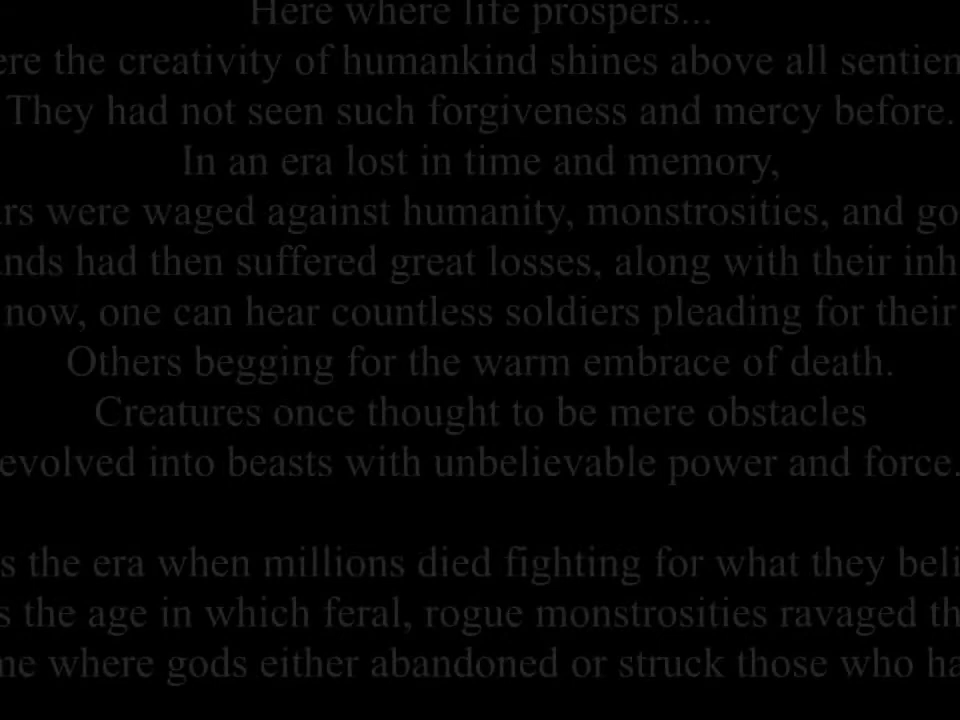 Here where life prospers...
ere the creativity of humankind shines above all sentien
They had not seen such forgiveness and mercy before.
In an era lost in time and memory,
rs were waged against humanity, monstrosities, and go
nds had then suffered great losses, along with their inh
now, one can hear countless soldiers pleading for their
Others begging for the warm embrace of death.
Creatures once thought to be mere obstacles
evolved into beasts with unbelievable power and force.
s the era when millions died fighting for what they beli
s the age in which feral, rogue monstrosities ravaged th
me where gods either abandoned or struck those who ha